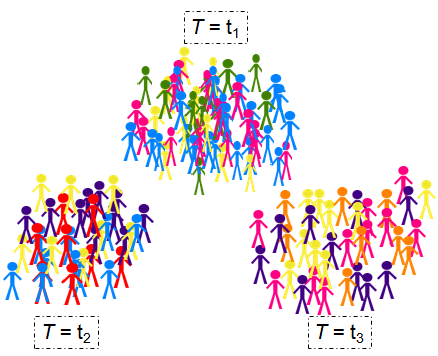 T = t₁
T = t₂
T = t₃